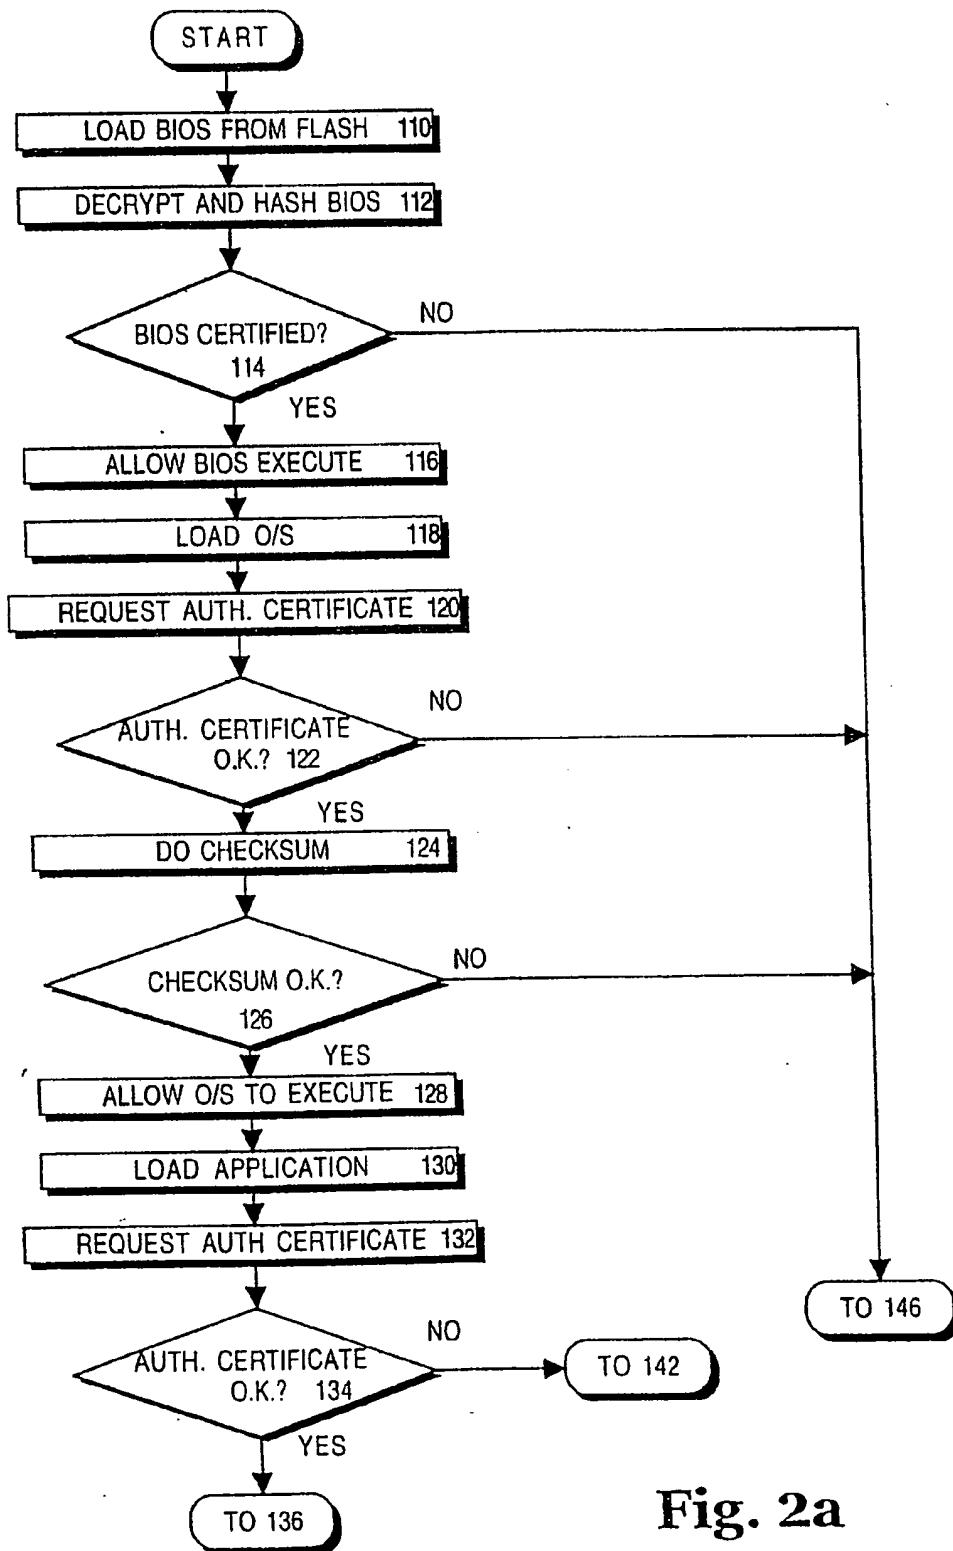 START
LOAD BIOS FROM FLASH 110
DECRYPT AND HASH BIOS 112
NO
BIOS CERTIFIED?
114
YES
ALLOW BIOS EXECUTE 116
LOAD O/S 118
REQUEST AUTH. CERTIFICATE 120
NO
AUTH. CERTIFICATE
O.K.? 122
YES
DO CHECKSUM 124
NO
CHECKSUM O.K.?
126
YES
ALLOW O/S TO EXECUTE 128
LOAD APPLICATION 130
REQUEST AUTH CERTIFICATE 132
TO 146
NO
AUTH. CERTIFICATE
O.K.? 134
TO 142
YES
TO 136
Fig. 2a